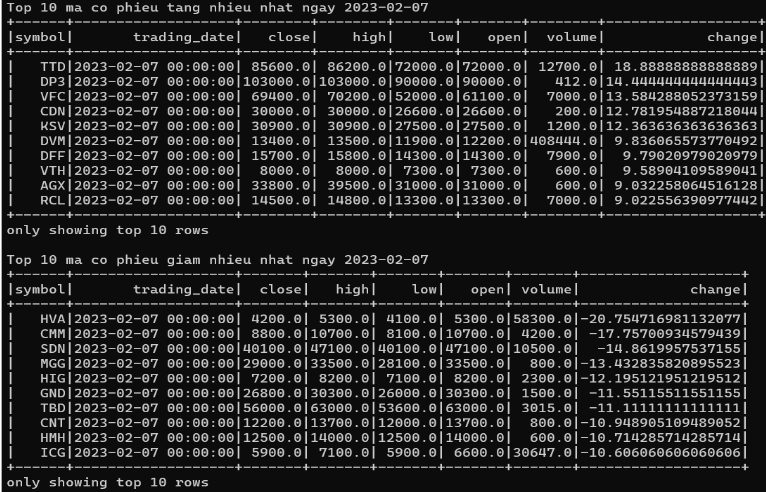 Top 10 ma co phieu tang nhieu nhat ngay 2023-02-07
+------+-------------------+--------+--------+-------+-------+--------+------------------+
|symbol|       trading_date|   close|    high|    low|   open|  volume|            change|
+------+-------------------+--------+--------+-------+-------+--------+------------------+
|   TTD|2023-02-07 00:00:00| 85600.0| 86200.0|72000.0|72000.0| 12700.0| 18.88888888888889|
|   DP3|2023-02-07 00:00:00|103000.0|103000.0|90000.0|90000.0|   412.0|14.444444444444443|
|   VFC|2023-02-07 00:00:00| 69400.0| 70200.0|52000.0|61100.0|  7000.0|13.584288052373159|
|   CDN|2023-02-07 00:00:00| 30000.0| 30000.0|26600.0|26600.0|   200.0|12.781954887218044|
|   KSV|2023-02-07 00:00:00| 30900.0| 30900.0|27500.0|27500.0|  1200.0|12.363636363636363|
|   DVM|2023-02-07 00:00:00| 13400.0| 13500.0|11900.0|12200.0|408444.0| 9.836065573770492|
|   DFF|2023-02-07 00:00:00| 15700.0| 15800.0|14300.0|14300.0|  7900.0|  9.79020979020979|
|   VTH|2023-02-07 00:00:00|  8000.0|  8000.0| 7300.0| 7300.0|   600.0|  9.58904109589041|
|   AGX|2023-02-07 00:00:00| 33800.0| 39500.0|31000.0|31000.0|   600.0| 9.032258064516128|
|   RCL|2023-02-07 00:00:00| 14500.0| 14800.0|13300.0|13300.0|  7000.0| 9.022556390977442|
+------+-------------------+--------+--------+-------+-------+--------+------------------+
only showing top 10 rows
Top 10 ma co phieu giam nhieu nhat ngay 2023-02-07
+------+-------------------+-------+-------+-------+-------+-------+-------------------+
|symbol|       trading_date|  close|   high|    low|   open| volume|             change|
+------+-------------------+-------+-------+-------+-------+-------+-------------------+
|   HVA|2023-02-07 00:00:00| 4200.0| 5300.0| 4100.0| 5300.0|58300.0|-20.754716981132077|
|   CMM|2023-02-07 00:00:00| 8800.0|10700.0| 8100.0|10700.0| 4200.0| -17.75700934579439|
|   SDN|2023-02-07 00:00:00|40100.0|47100.0|40100.0|47100.0|10500.0|  -14.8619957537155|
|   MGG|2023-02-07 00:00:00|29000.0|33500.0|28100.0|33500.0|  800.0|-13.432835820895523|
|   HIG|2023-02-07 00:00:00| 7200.0| 8200.0| 7100.0| 8200.0| 2300.0|-12.195121951219512|
|   GND|2023-02-07 00:00:00|26800.0|30300.0|26000.0|30300.0| 1500.0| -11.55115511551155|
|   TBD|2023-02-07 00:00:00|56000.0|63000.0|53600.0|63000.0| 3015.0| -11.11111111111111|
|   CNT|2023-02-07 00:00:00|12200.0|13700.0|12000.0|13700.0|  800.0|-10.948905109489052|
|   HMH|2023-02-07 00:00:00|12500.0|14000.0|12500.0|14000.0|  600.0|-10.714285714285714|
|   ICG|2023-02-07 00:00:00| 5900.0| 7100.0| 5900.0| 6600.0|30647.0|-10.606060606060606|
+------+-------------------+-------+-------+-------+-------+-------+-------------------+
only showing top 10 rows